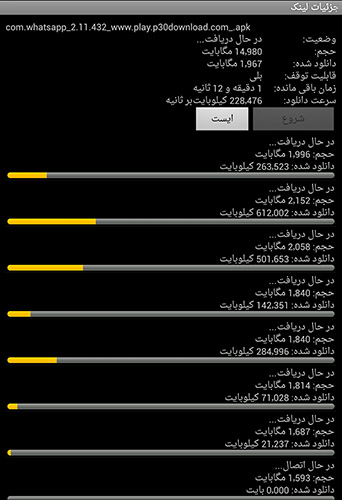 جزئیات لینک
com.whatsapp_2.11.432_www.play.p30download.com_.apk
وضعیت: در حال دریافت...
حجم: 14,980 مگابایت
دانلود شده: 1,967 مگابایت
قابلیت توقف: بلی
زمان باقی مانده: 1 دقیقه و 12 ثانیه
سرعت دانلود: 228,476 کیلوبایت‌بر ثانیه
شروع ایست
در حال دریافت...
حجم: 1,996 مگابایت
دانلود شده: 263,523 کیلوبایت
در حال دریافت...
حجم: 2,152 مگابایت
دانلود شده: 612,002 کیلوبایت
در حال دریافت...
حجم: 2,058 مگابایت
دانلود شده: 501,653 کیلوبایت
در حال دریافت...
حجم: 1,840 مگابایت
دانلود شده: 142,351 کیلوبایت
در حال دریافت...
حجم: 1,840 مگابایت
دانلود شده: 284,996 کیلوبایت
در حال دریافت...
حجم: 1,814 مگابایت
دانلود شده: 71,028 کیلوبایت
در حال دریافت...
حجم: 1,687 مگابایت
دانلود شده: 21,237 کیلوبایت
در حال اتصال...
حجم: 1,593 مگابایت
دانلود شده: 0,000 بایت